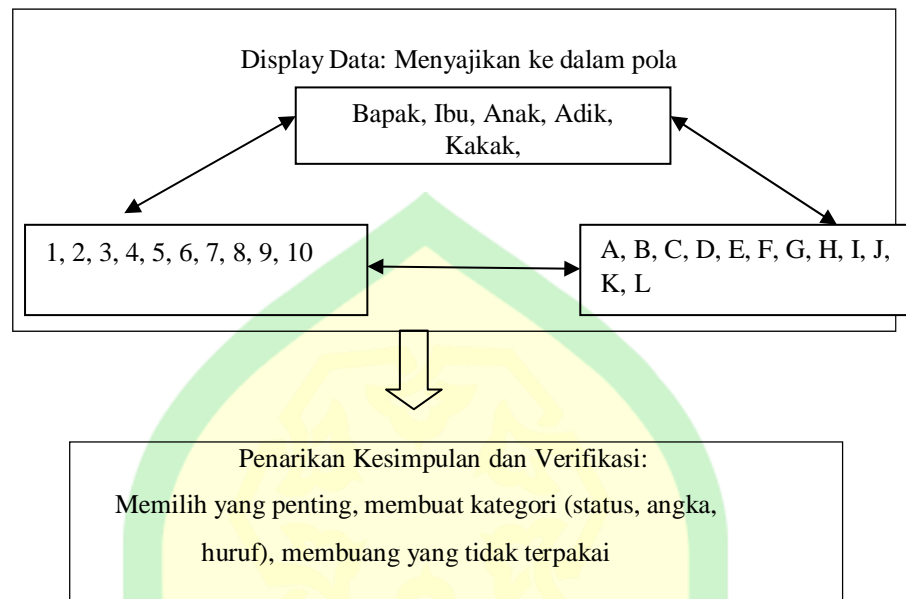 Display Data: Menyajikan ke dalam pola
Bapak, Ibu, Anak, Adik,
Kakak,
1, 2, 3, 4, 5, 6, 7, 8, 9, 10
A, B, C, D, E, F, G, H, I, J,
K, L
Penarikan Kesimpulan dan Verifikasi:
Memilih yang penting, membuat kategori (status, angka,
huruf), membuang yang tidak terpakai